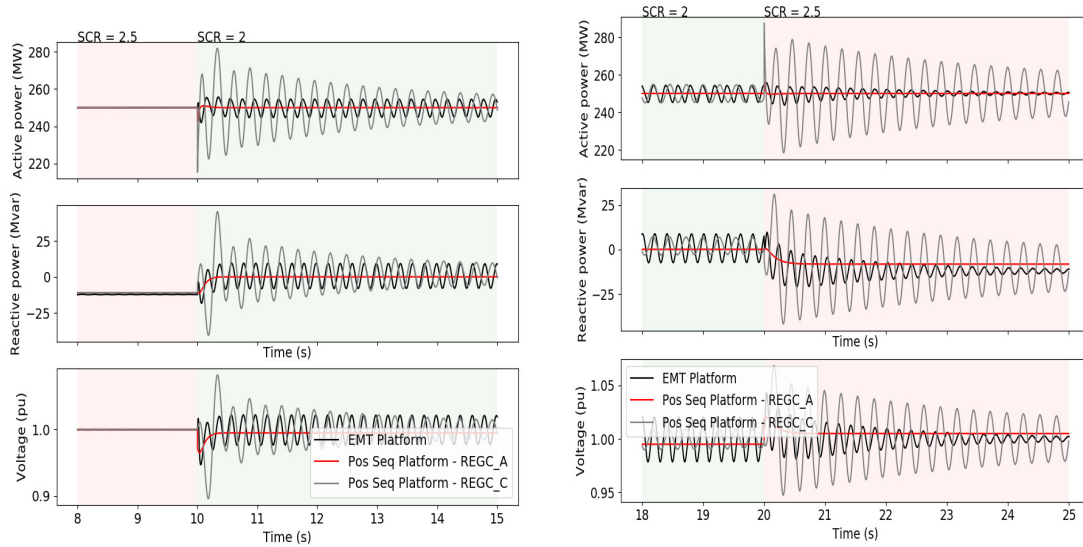 SCR = 2.5
SCR = 2
Active power (MW)
280
260
240
220
Reactive power (Mvar)
25
0
−25
Time (s)
Voltage (pu)
1.0
0.9
EMT Platform
Pos Seq Platform - REGC_A
Pos Seq Platform - REGC_C
8
9
10
11
12
13
14
15
Time (s)
SCR = 2
SCR = 2.5
Active power (MW)
280
260
240
220
Reactive power (Mvar)
25
0
−25
Time (s)
Voltage (pu)
1.05
1.00
0.95
EMT Platform
Pos Seq Platform - REGC_A
Pos Seq Platform - REGC_C
18
19
20
21
22
23
24
25
Time (s)